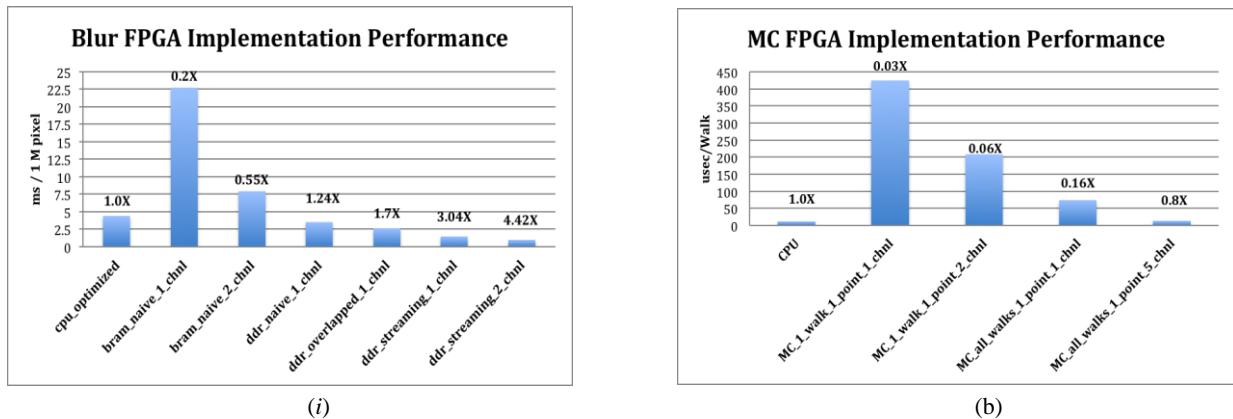 Blur FPGA Implementation Performance
ms / 1 M pixel
25
22.5
20
17.5
15
12.5
10
7.5
5
2.5
0
1.0X
0.2X
0.55X
1.24X
1.7X
3.04X
4.42X
cpu_optimized
bram_naive_1_chnl
bram_naive_2_chnl
ddr_naive_1_chnl
ddr_overlapped_1_chnl
ddr_streaming_1_chnl
ddr_streaming_2_chnl
(i)
MC FPGA Implementation Performance
usec/Walk
450
400
350
300
250
200
150
100
50
0
1.0X
0.03X
0.06X
0.16X
0.8X
CPU
MC_1_walk_1_point_1_chnl
MC_1_walk_1_point_2_chnl
MC_all_walks_1_point_1_chnl
MC_all_walks_1_point_5_chnl
(b)